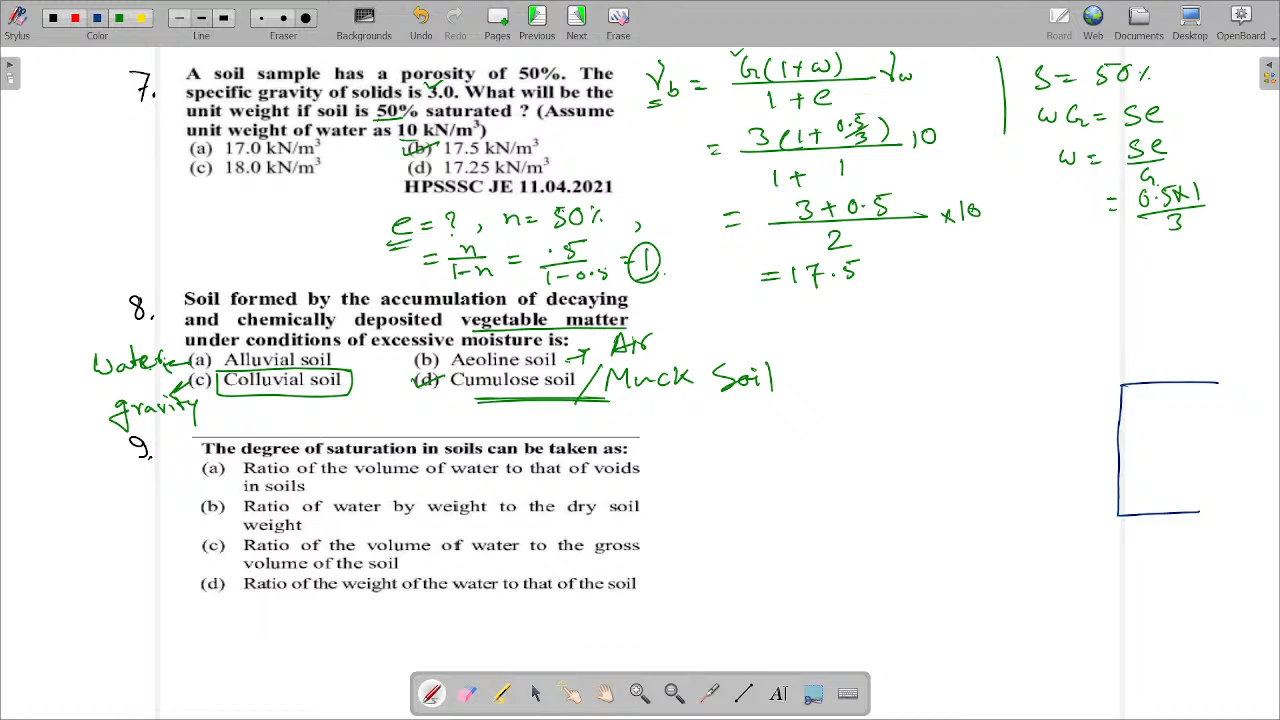 Color
Line
Eraser
Backgrounds
Undo
Redo
Pages
Previous
Next
Erase
Board
Web
Documents
Desktop
OpenBoard
7.
A soil sample has a porosity of 50%. The
specific gravity of solids is 3.0. What will be the
unit weight if soil is 50% saturated ? (Assume
unit weight of water as 10 kN/m³)
(a) 17.0 kN/m³ (b) 17.5 kN/m³
(c) 18.0 kN/m³ (d) 17.25 kN/m³
HPSSSC JE 11.04.2021
e = ? , n = 50% ,
= n/(1-n) = .5/(1-0.5) = 1
γb = G(1+w)/(1+e) γw
= 3(1+ 0.5/3)/(1+1) 10
= (3+0.5)/2 ×10
= 17.5
S = 50%
wG = Se
w = Se/G
= 0.5×1/3
8.
Soil formed by the accumulation of decaying
and chemically deposited vegetable matter
under conditions of excessive moisture is:
Water ← (a) Alluvial soil (b) Aeoline soil → Air
(c) Colluvial soil (d) Cumulose soil / Muck Soil
gravity
9.
The degree of saturation in soils can be taken as:
(a) Ratio of the volume of water to that of voids
in soils
(b) Ratio of water by weight to the dry soil
weight
(c) Ratio of the volume of water to the gross
volume of the soil
(d) Ratio of the weight of the water to that of the soil